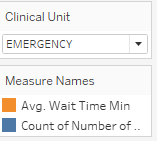 Clinical Unit
EMERGENCY
Measure Names
Avg. Wait Time Min
Count of Number of ..